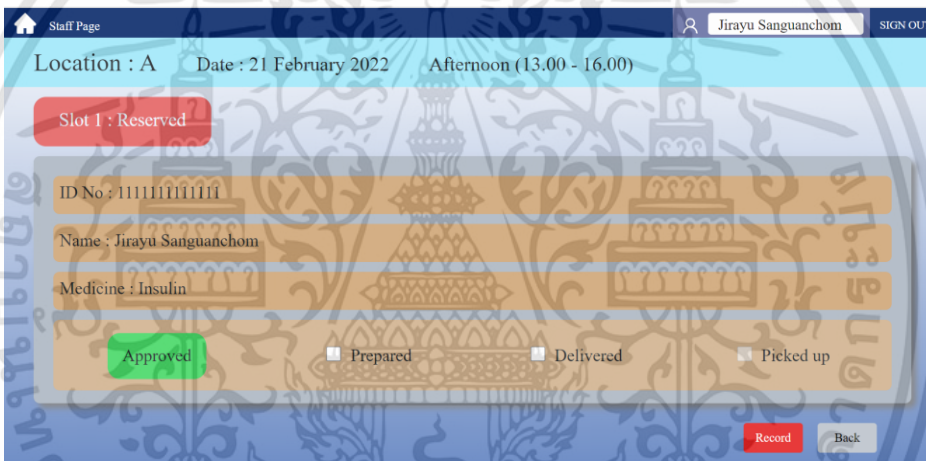 Staff Page
Jirayu Sanguanchom
SIGN OUT
Location : A Date : 21 February 2022 Afternoon (13.00 - 16.00)
Slot 1 : Reserved
ID No : 1111111111111
Name : Jirayu Sanguanchom
Medicine : Insulin
Approved Prepared Delivered Picked up
Record Back